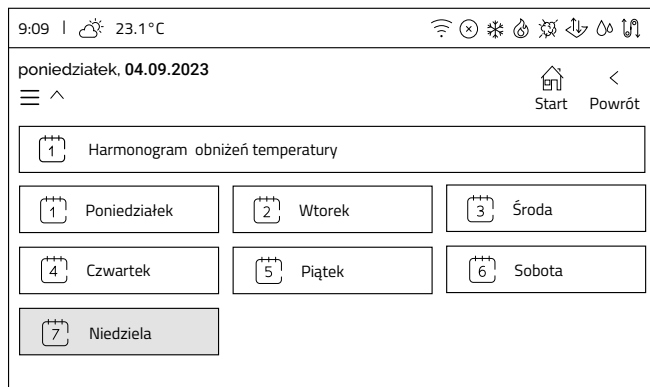 9:09 | 23.1°C
poniedziałek, 04.09.2023
Start Powrót
1 Harmonogram obniżeń temperatury
1 Poniedziałek 2 Wtorek 3 Środa
4 Czwartek 5 Piątek 6 Sobota
7 Niedziela